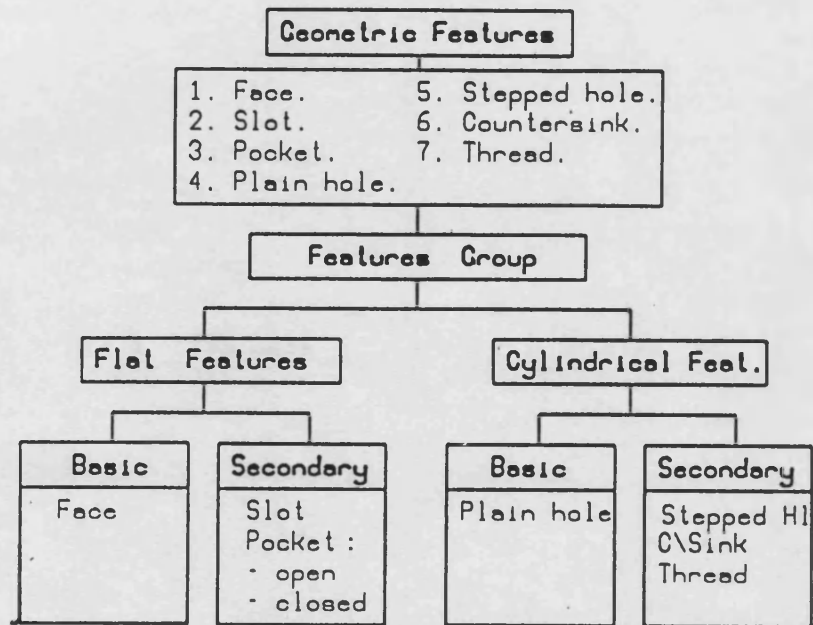 Geometric Features
1. Face.
2. Slot.
3. Pocket.
4. Plain hole.
5. Stepped hole.
6. Countersink.
7. Thread.
Features Group
Flat Features
Cylindrical Feat.
Basic
Face
Secondary
Slot
Pocket :
- open
- closed
Basic
Plain hole
Secondary
Stepped Hl
C\Sink
Thread